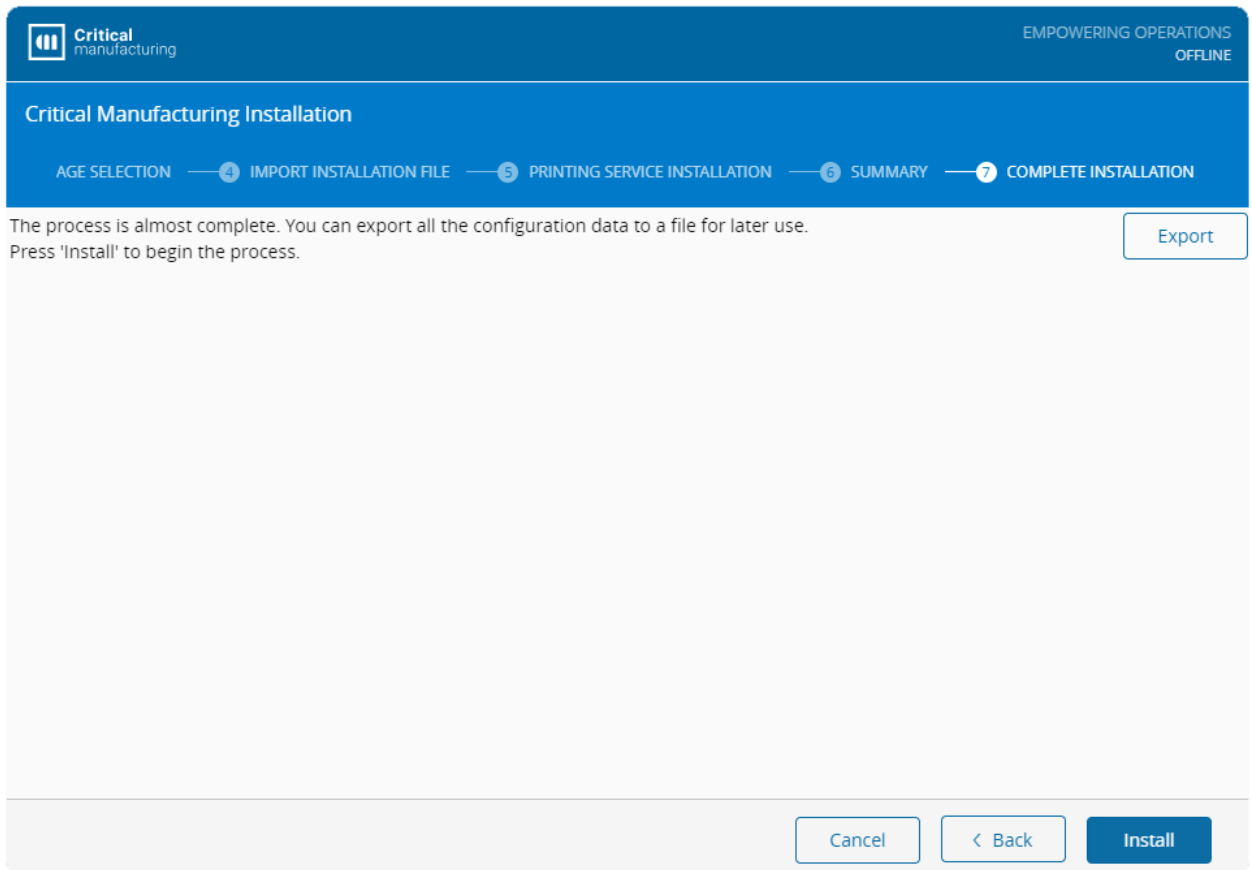 Critical
manufacturing
EMPOWERING OPERATIONS
OFFLINE
Critical Manufacturing Installation
AGE SELECTION 4 IMPORT INSTALLATION FILE 5 PRINTING SERVICE INSTALLATION 6 SUMMARY 7 COMPLETE INSTALLATION
The process is almost complete. You can export all the configuration data to a file for later use.
Press 'Install' to begin the process.
Export
Cancel < Back Install